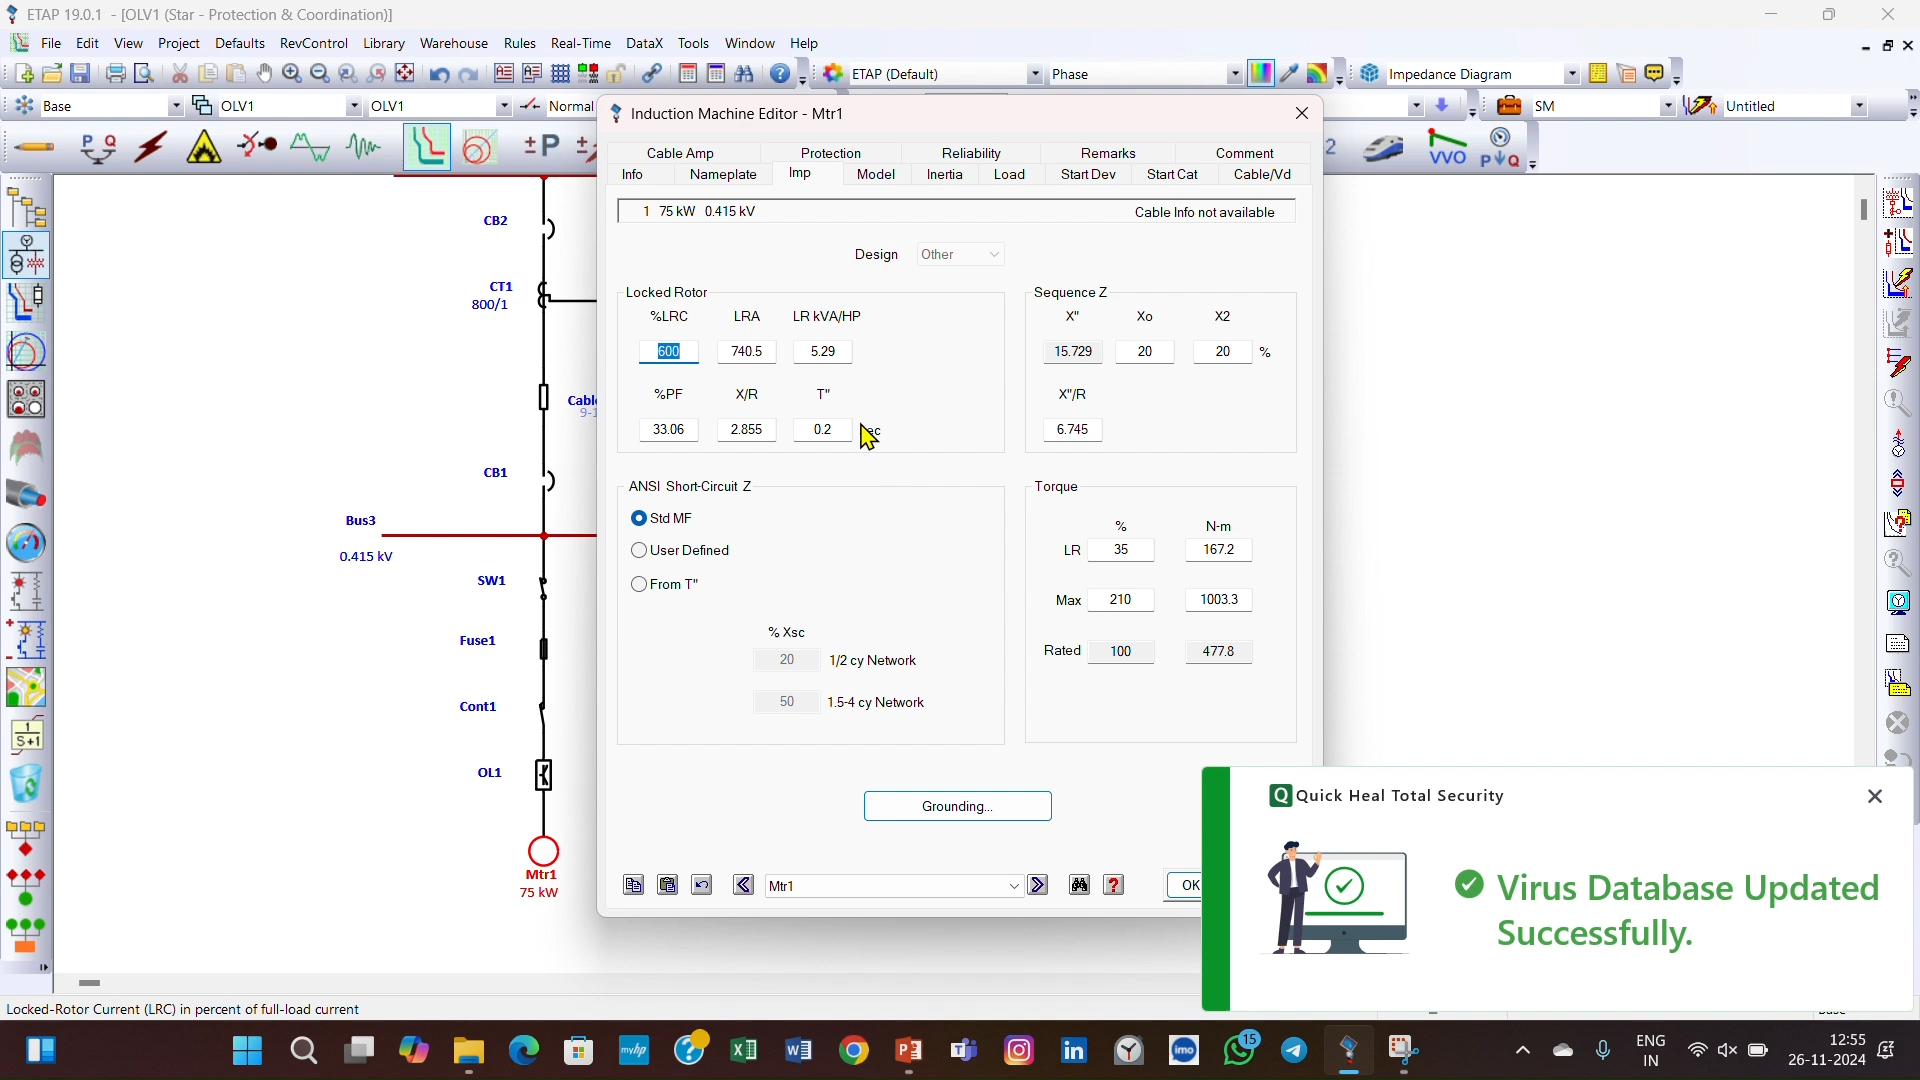 ETAP 19.0.1 - [OLV1 (Star - Protection & Coordination)]
File Edit View Project Defaults RevControl Library Warehouse Rules Real-Time DataX Tools Window Help
ETAP (Default) Phase Impedance Diagram
Base OLV1 OLV1 Normal SM Untitled
Induction Machine Editor - Mtr1
Cable Amp Protection Reliability Remarks Comment
Info Nameplate Imp Model Inertia Load Start Dev Start Cat Cable/Vd
1 75 kW 0.415 kV Cable Info not available
Design Other
Locked Rotor
%LRC LRA LR kVA/HP
600 740.5 5.29
%PF X/R T"
33.06 2.855 0.2
Sequence Z
X" Xo X2
15.729 20 20 %
X"/R
6.745
ANSI Short-Circuit Z
Std MF
User Defined
From T"
% Xsc
20 1/2 cy Network
50 1.5-4 cy Network
Torque
% N-m
LR 35 167.2
Max 210 1003.3
Rated 100 477.8
Grounding...
Mtr1
OK
CB2
CT1
800/1
CB1
Bus3
0.415 kV
SW1
Fuse1
Cont1
OL1
Mtr1
75 kW
Quick Heal Total Security
Virus Database Updated
Successfully.
Locked-Rotor Current (LRC) in percent of full-load current
ENG
IN
12:55
26-11-2024
15